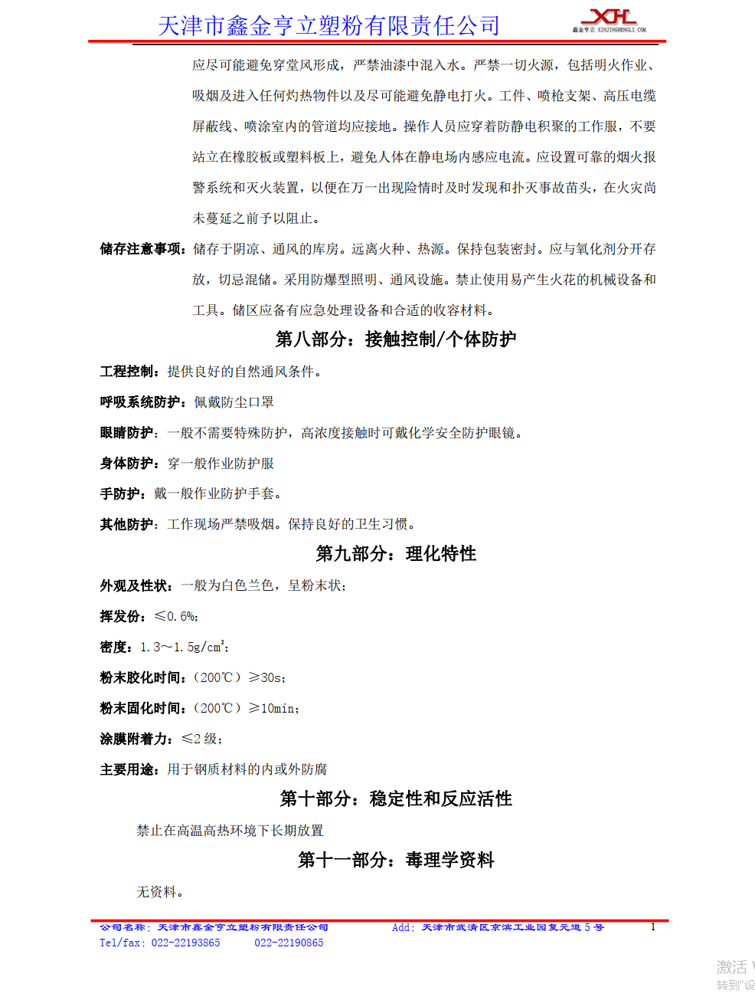 天津市鑫金亨立塑粉有限责任公司
XHL
鑫金亨立 XINJINGHENGLI.COM
应尽可能避免穿堂风形成，严禁油漆中混入水。严禁一切火源，包括明火作业、
吸烟及进入任何灼热物件以及尽可能避免静电打火。工件、喷枪支架、高压电缆
屏蔽线、喷涂室内的管道均应接地。操作人员应穿着防静电积聚的工作服，不要
站立在橡胶板或塑料板上，避免人体在静电场内感应电流。应设置可靠的烟火报
警系统和灭火装置，以便在万一出现险情时及时发现和扑灭事故苗头，在火灾尚
未蔓延之前予以阻止。
储存注意事项：储存于阴凉、通风的库房。远离火种、热源。保持包装密封。应与氧化剂分开存
放，切忌混储。采用防爆型照明、通风设施。禁止使用易产生火花的机械设备和
工具。储区应备有应急处理设备和合适的收容材料。
第八部分：接触控制/个体防护
工程控制：提供良好的自然通风条件。
呼吸系统防护：佩戴防尘口罩
眼睛防护：一般不需要特殊防护，高浓度接触时可戴化学安全防护眼镜。
身体防护：穿一般作业防护服
手防护：戴一般作业防护手套。
其他防护：工作现场严禁吸烟。保持良好的卫生习惯。
第九部分：理化特性
外观及性状：一般为白色兰色，呈粉末状；
挥发份：≤0.6%；
密度：1.3～1.5g/cm³；
粉末胶化时间：（200℃）≥30s；
粉末固化时间：（200℃）≥10min；
涂膜附着力：≤2 级；
主要用途：用于钢质材料的内或外防腐
第十部分：稳定性和反应活性
禁止在高温高热环境下长期放置
第十一部分：毒理学资料
无资料。
公司名称：天津市鑫金亨立塑粉有限责任公司 Add: 天津市武清区京滨工业园复元道 5 号 1
Tel/fax: 022-22193865 022-22190865
激活
转到"设